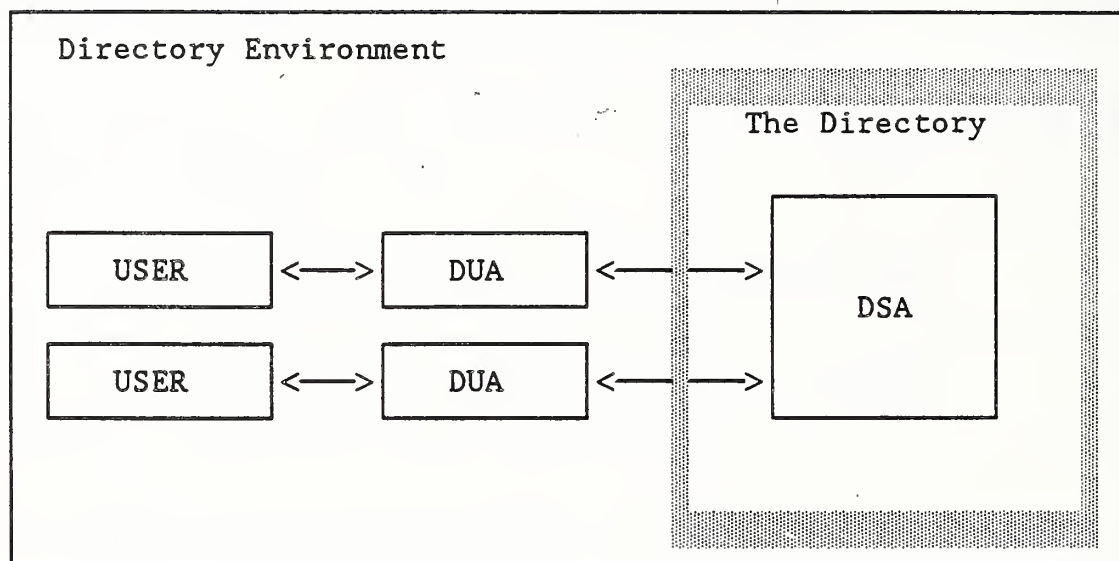 Directory Environment
The Directory
USER
DUA
DSA
USER
DUA